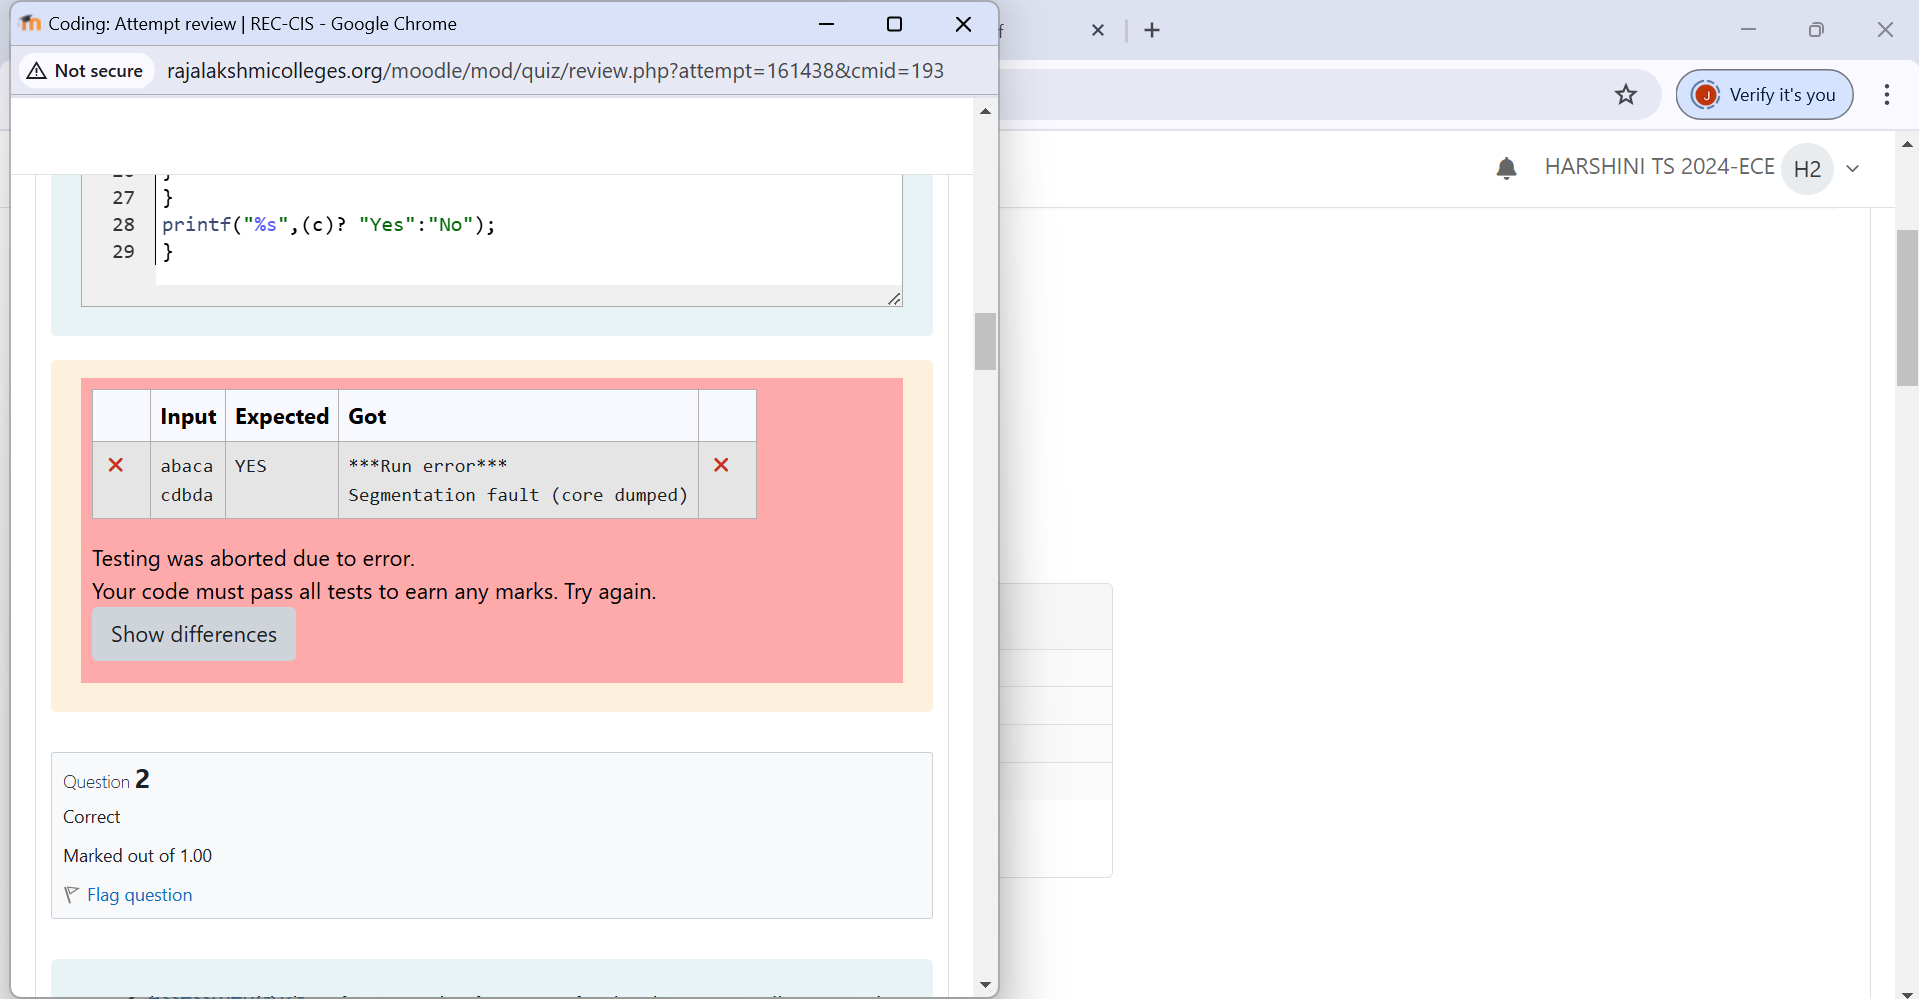 Coding: Attempt review | REC-CIS - Google Chrome
Not secure
rajalakshmicolleges.org/moodle/mod/quiz/review.php?attempt=161438&cmid=193
Verify it's you
J
HARSHINI TS 2024-ECE
H2
27 }
28 printf("%s",(c)? "Yes":"No");
29 }
Input Expected Got
abaca YES ***Run error***
cdbda Segmentation fault (core dumped)
Testing was aborted due to error.
Your code must pass all tests to earn any marks. Try again.
Show differences
Question 2
Correct
Marked out of 1.00
Flag question